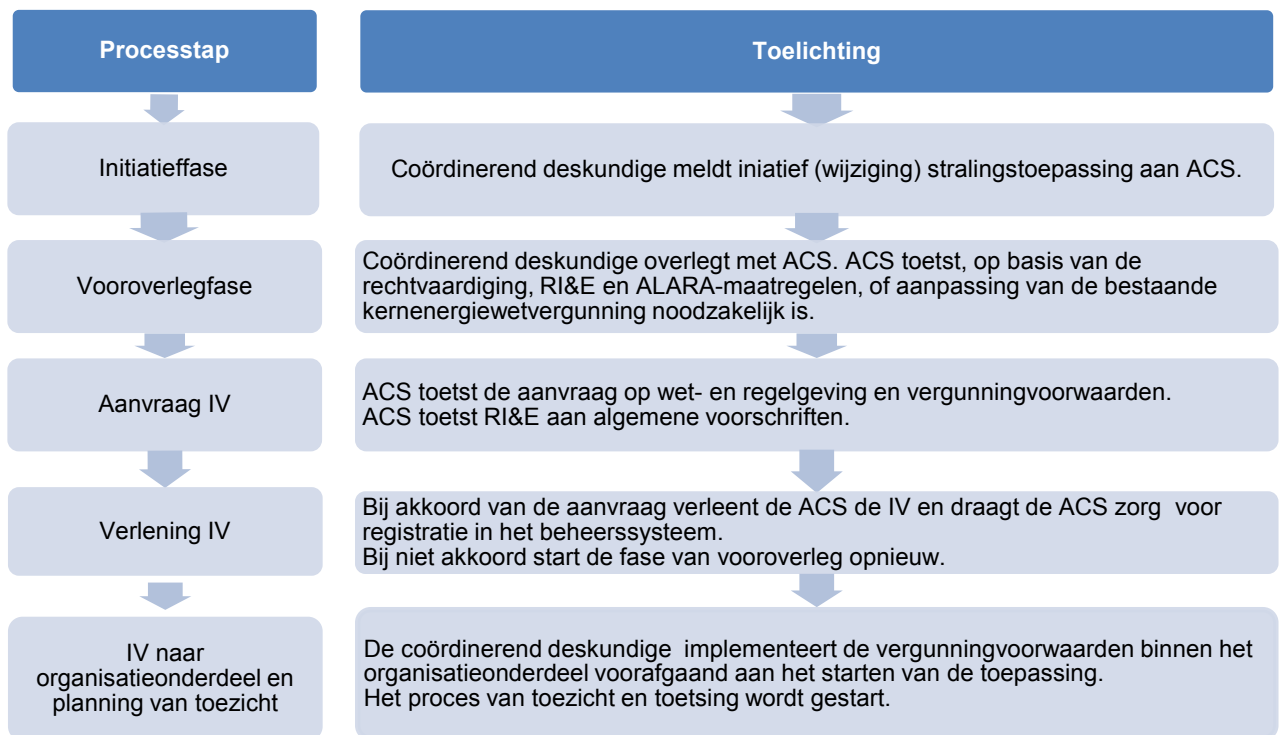 Processtap
Toelichting
Initiatieffase
Coördinerend deskundige meldt iniatief (wijziging) stralingstoepassing aan ACS.
Vooroverlegfase
Coördinerend deskundige overlegt met ACS. ACS toetst, op basis van de
rechtvaardiging, RI&E en ALARA-maatregelen, of aanpassing van de bestaande
kernenergiewetvergunning noodzakelijk is.
Aanvraag IV
ACS toetst de aanvraag op wet- en regelgeving en vergunningvoorwaarden.
ACS toetst RI&E aan algemene voorschriften.
Verlening IV
Bij akkoord van de aanvraag verleent de ACS de IV en draagt de ACS zorg  voor
registratie in het beheerssysteem.
Bij niet akkoord start de fase van vooroverleg opnieuw.
IV naar
organisatieonderdeel en
planning van toezicht
De coördinerend deskundige  implementeert de vergunningvoorwaarden binnen het
organisatieonderdeel voorafgaand aan het starten van de toepassing.
Het proces van toezicht en toetsing wordt gestart.